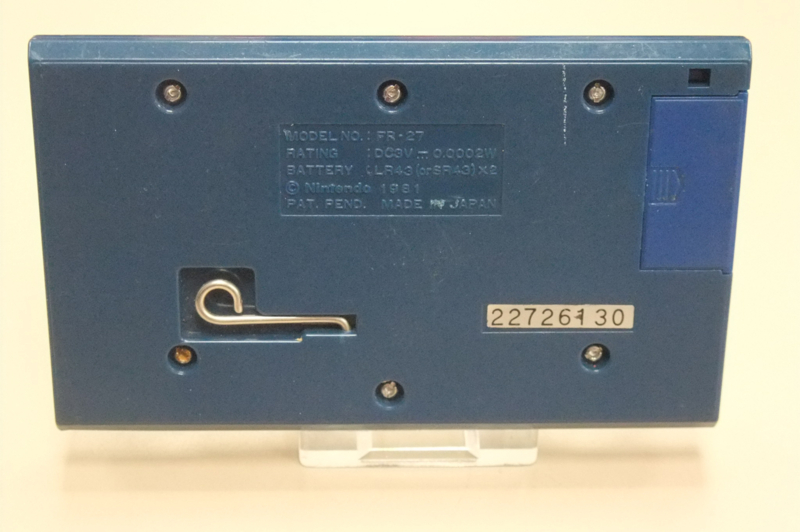 MODEL NO. : FR-27
RATING : DC3V = 0.0002W
BATTERY : LR43 (or SR43) X2
© Nintendo 1981
PAT. PEND. MADE IN JAPAN
22726130